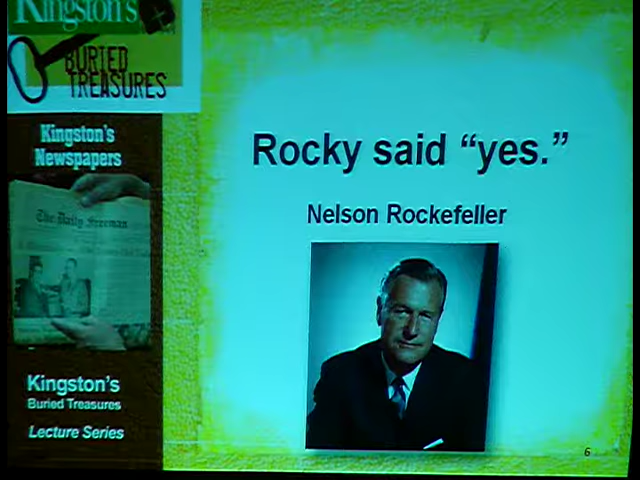 Kingston's
BURIED
TREASURES
Kingston's
Newspapers
The Daily Freeman
Kingston's
Buried Treasures
Lecture Series
Rocky said “yes.”
Nelson Rockefeller
6